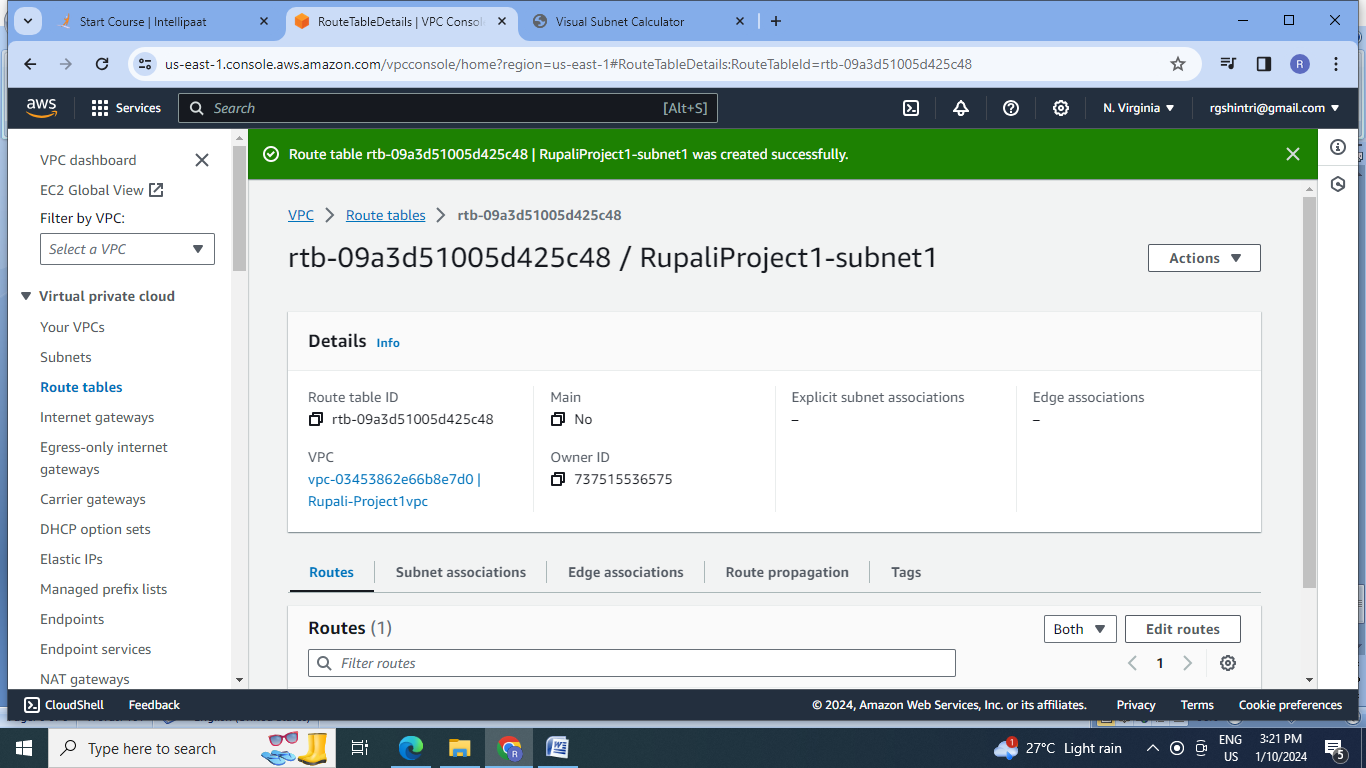 Start Course | Intellipaat
RouteTableDetails | VPC Consol
Visual Subnet Calculator
us-east-1.console.aws.amazon.com/vpcconsole/home?region=us-east-1#RouteTableDetails:RouteTableId=rtb-09a3d51005d425c48
R
aws
Services
Search
[Alt+S]
N. Virginia
rgshintri@gmail.com
VPC dashboard
EC2 Global View
Filter by VPC:
Select a VPC
Virtual private cloud
Your VPCs
Subnets
Route tables
Internet gateways
Egress-only internet
gateways
Carrier gateways
DHCP option sets
Elastic IPs
Managed prefix lists
Endpoints
Endpoint services
NAT gateways
Route table rtb-09a3d51005d425c48 | RupaliProject1-subnet1 was created successfully.
VPC
Route tables
rtb-09a3d51005d425c48
rtb-09a3d51005d425c48 / RupaliProject1-subnet1
Actions
Details Info
Route table ID
rtb-09a3d51005d425c48
Main
No
Explicit subnet associations
–
Edge associations
–
VPC
vpc-03453862e66b8e7d0 |
Rupali-Project1vpc
Owner ID
737515536575
Routes
Subnet associations
Edge associations
Route propagation
Tags
Routes (1)
Both
Edit routes
Filter routes
1
CloudShell
Feedback
© 2024, Amazon Web Services, Inc. or its affiliates.
Privacy
Terms
Cookie preferences
Type here to search
1
27°C Light rain
ENG
US
3:21 PM
1/10/2024
5